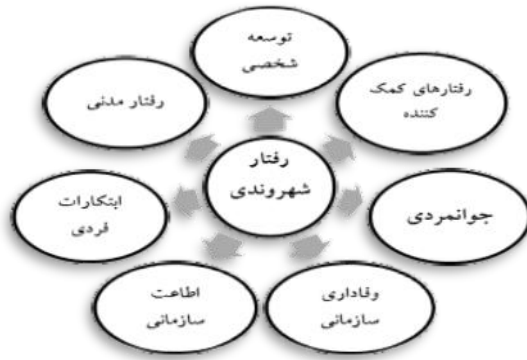 توسعه
شخصی
رفتارهای کمک
کننده
رفتار مدنی
رفتار
شهروندی
جوانمردی
ابتکارات
فردی
وفاداری
سازمانی
اطاعت
سازمانی